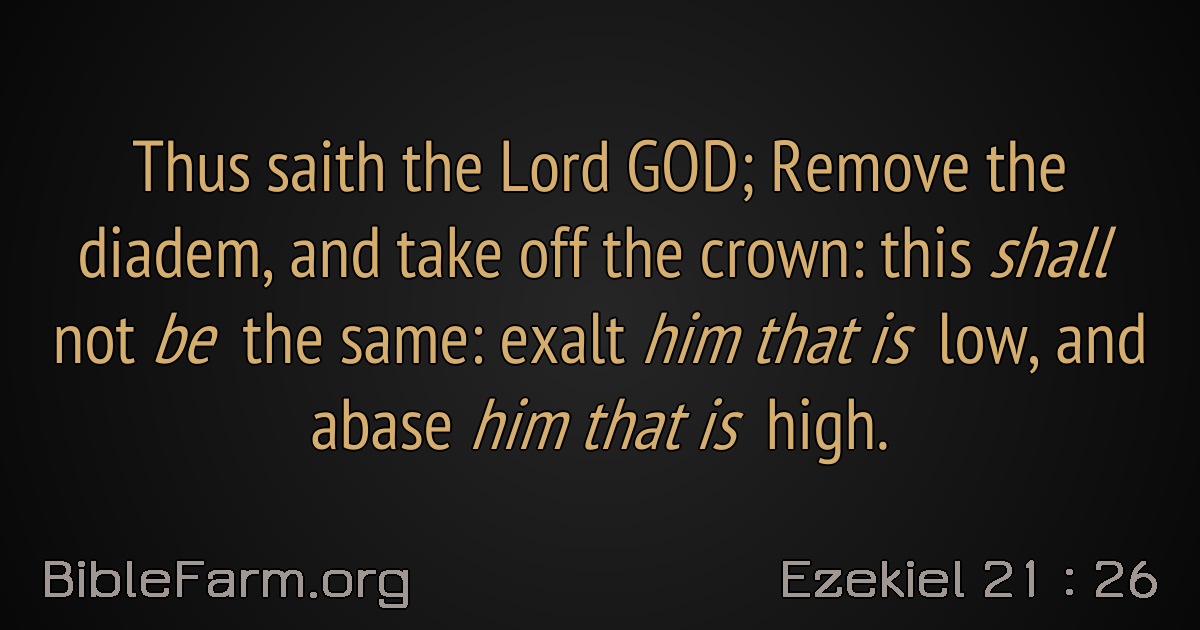 Thus saith the Lord GOD; Remove the
diadem, and take off the crown: this shall
not be the same: exalt him that is low, and
abase him that is high.
BibleFarm.org
Ezekiel 21 : 26